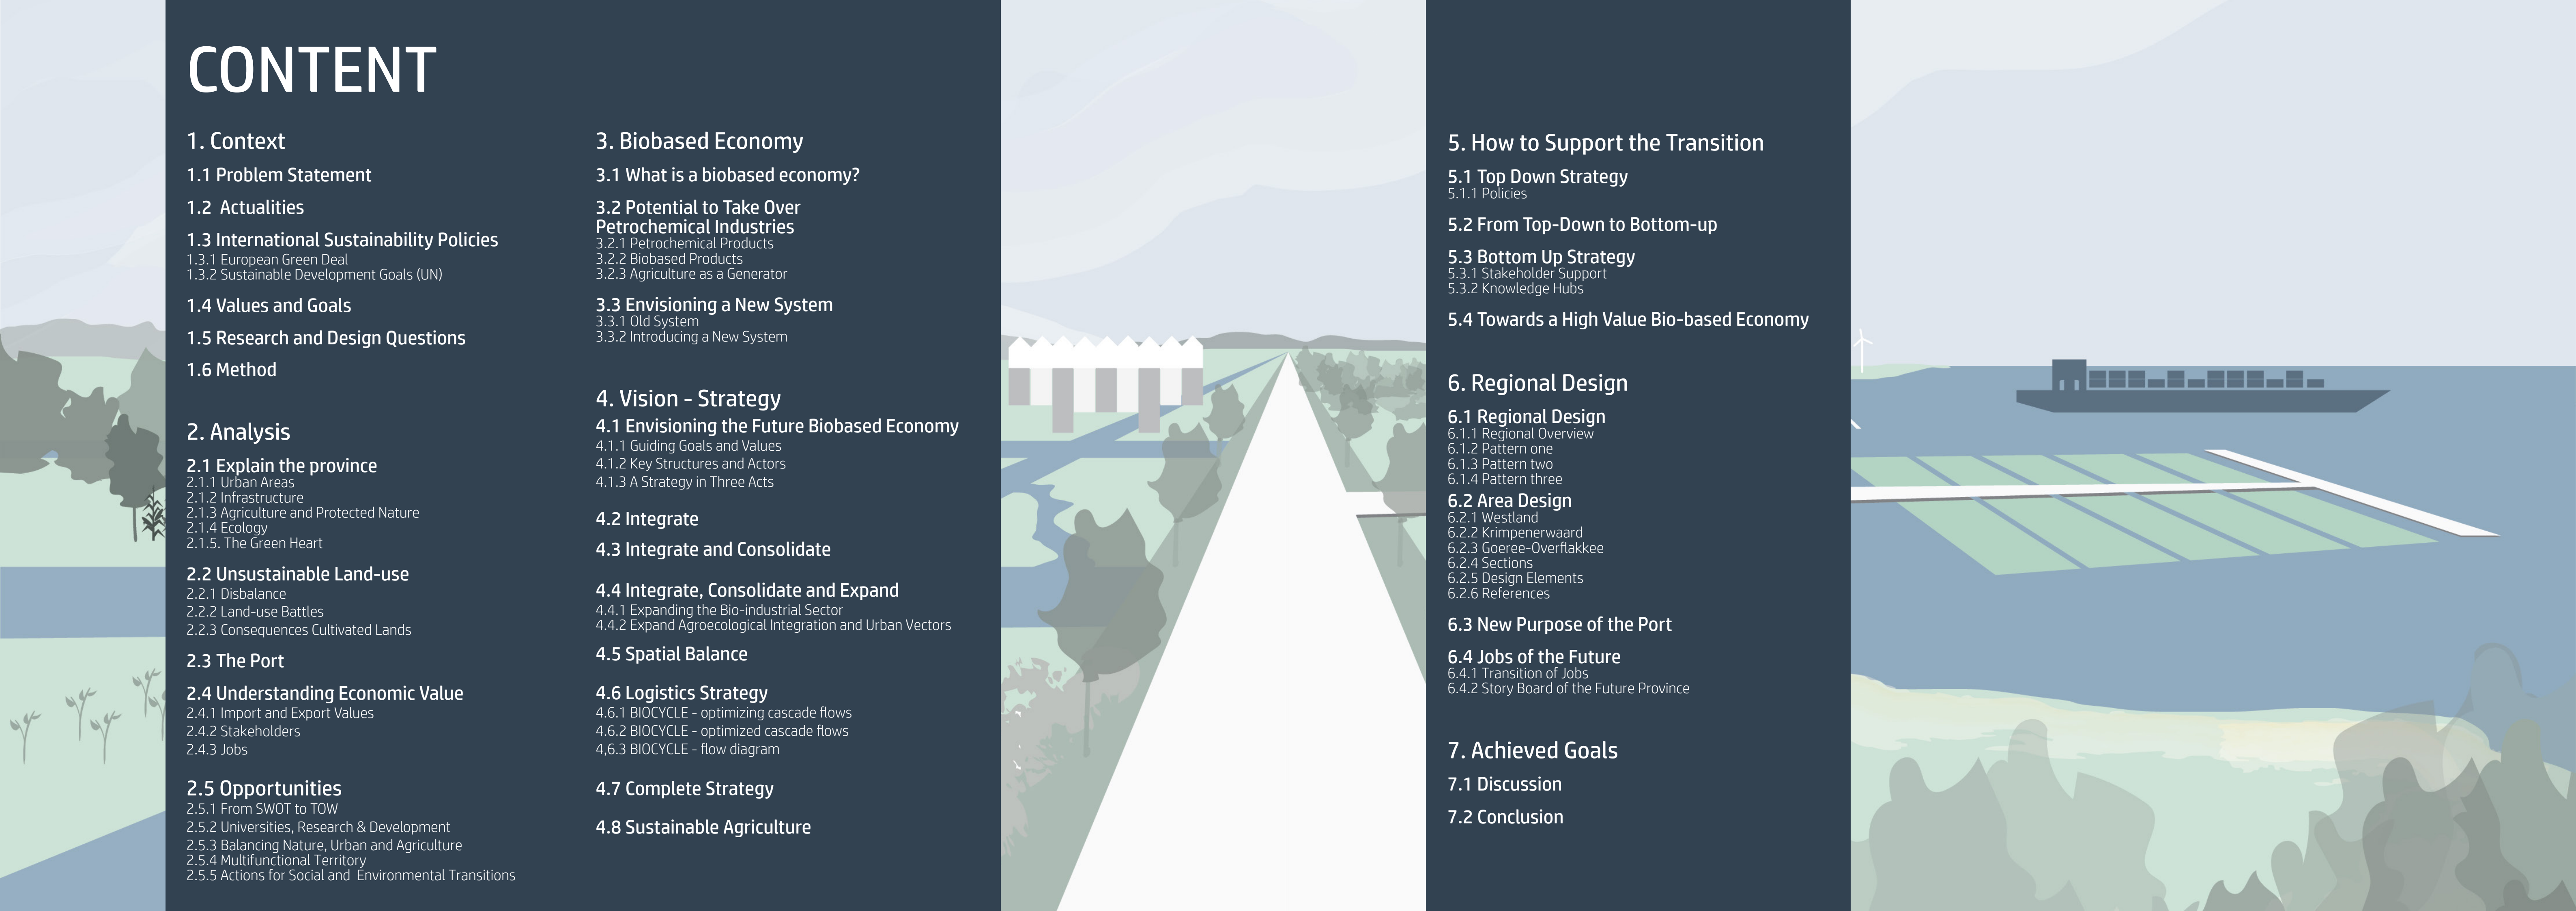 CONTENT
1. Context
1.1 Problem Statement
1.2 Actualities
1.3 International Sustainability Policies
1.3.1 European Green Deal
1.3.2 Sustainable Development Goals (UN)
1.4 Values and Goals
1.5 Research and Design Questions
1.6 Method
2. Analysis
2.1 Explain the province
2.1.1 Urban Areas
2.1.2 Infrastructure
2.1.3 Agriculture and Protected Nature
2.1.4 Ecology
2.1.5. The Green Heart
2.2 Unsustainable Land-use
2.2.1 Disbalance
2.2.2 Land-use Battles
2.2.3 Consequences Cultivated Lands
2.3 The Port
2.4 Understanding Economic Value
2.4.1 Import and Export Values
2.4.2 Stakeholders
2.4.3 Jobs
2.5 Opportunities
2.5.1 From SWOT to TOW
2.5.2 Universities, Research & Development
2.5.3 Balancing Nature, Urban and Agriculture
2.5.4 Multifunctional Territory
2.5.5 Actions for Social and Environmental Transitions
3. Biobased Economy
3.1 What is a biobased economy?
3.2 Potential to Take Over
Petrochemical Industries
3.2.1 Petrochemical Products
3.2.2 Biobased Products
3.2.3 Agriculture as a Generator
3.3 Envisioning a New System
3.3.1 Old System
3.3.2 Introducing a New System
4. Vision - Strategy
4.1 Envisioning the Future Biobased Economy
4.1.1 Guiding Goals and Values
4.1.2 Key Structures and Actors
4.1.3 A Strategy in Three Acts
4.2 Integrate
4.3 Integrate and Consolidate
4.4 Integrate, Consolidate and Expand
4.4.1 Expanding the Bio-industrial Sector
4.4.2 Expand Agroecological Integration and Urban Vectors
4.5 Spatial Balance
4.6 Logistics Strategy
4.6.1 BIOCYCLE - optimizing cascade flows
4.6.2 BIOCYCLE - optimized cascade flows
4,6.3 BIOCYCLE - flow diagram
4.7 Complete Strategy
4.8 Sustainable Agriculture
5. How to Support the Transition
5.1 Top Down Strategy
5.1.1 Policies
5.2 From Top-Down to Bottom-up
5.3 Bottom Up Strategy
5.3.1 Stakeholder Support
5.3.2 Knowledge Hubs
5.4 Towards a High Value Bio-based Economy
6. Regional Design
6.1 Regional Design
6.1.1 Regional Overview
6.1.2 Pattern one
6.1.3 Pattern two
6.1.4 Pattern three
6.2 Area Design
6.2.1 Westland
6.2.2 Krimpenerwaard
6.2.3 Goeree-Overflakkee
6.2.4 Sections
6.2.5 Design Elements
6.2.6 References
6.3 New Purpose of the Port
6.4 Jobs of the Future
6.4.1 Transition of Jobs
6.4.2 Story Board of the Future Province
7. Achieved Goals
7.1 Discussion
7.2 Conclusion